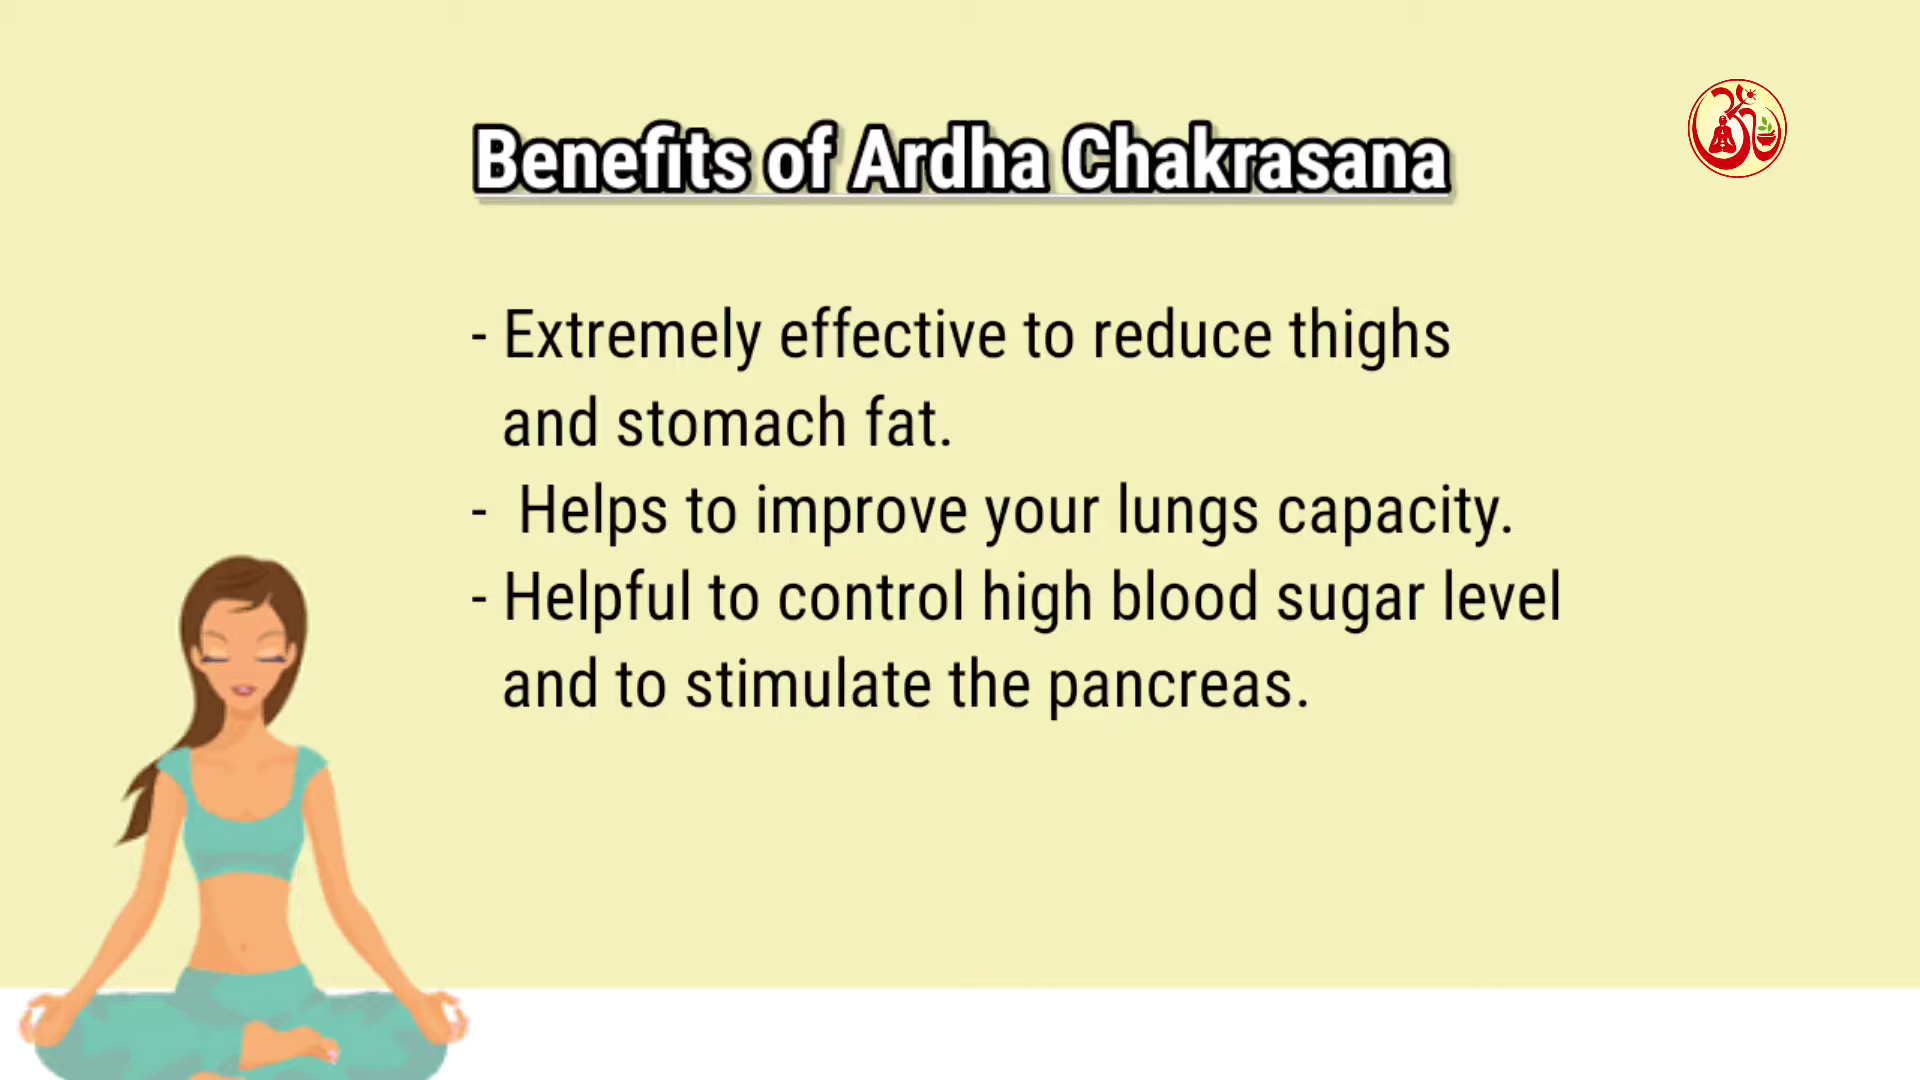 Benefits of Ardha Chakrasana
- Extremely effective to reduce thighs
and stomach fat.
- Helps to improve your lungs capacity.
- Helpful to control high blood sugar level
and to stimulate the pancreas.